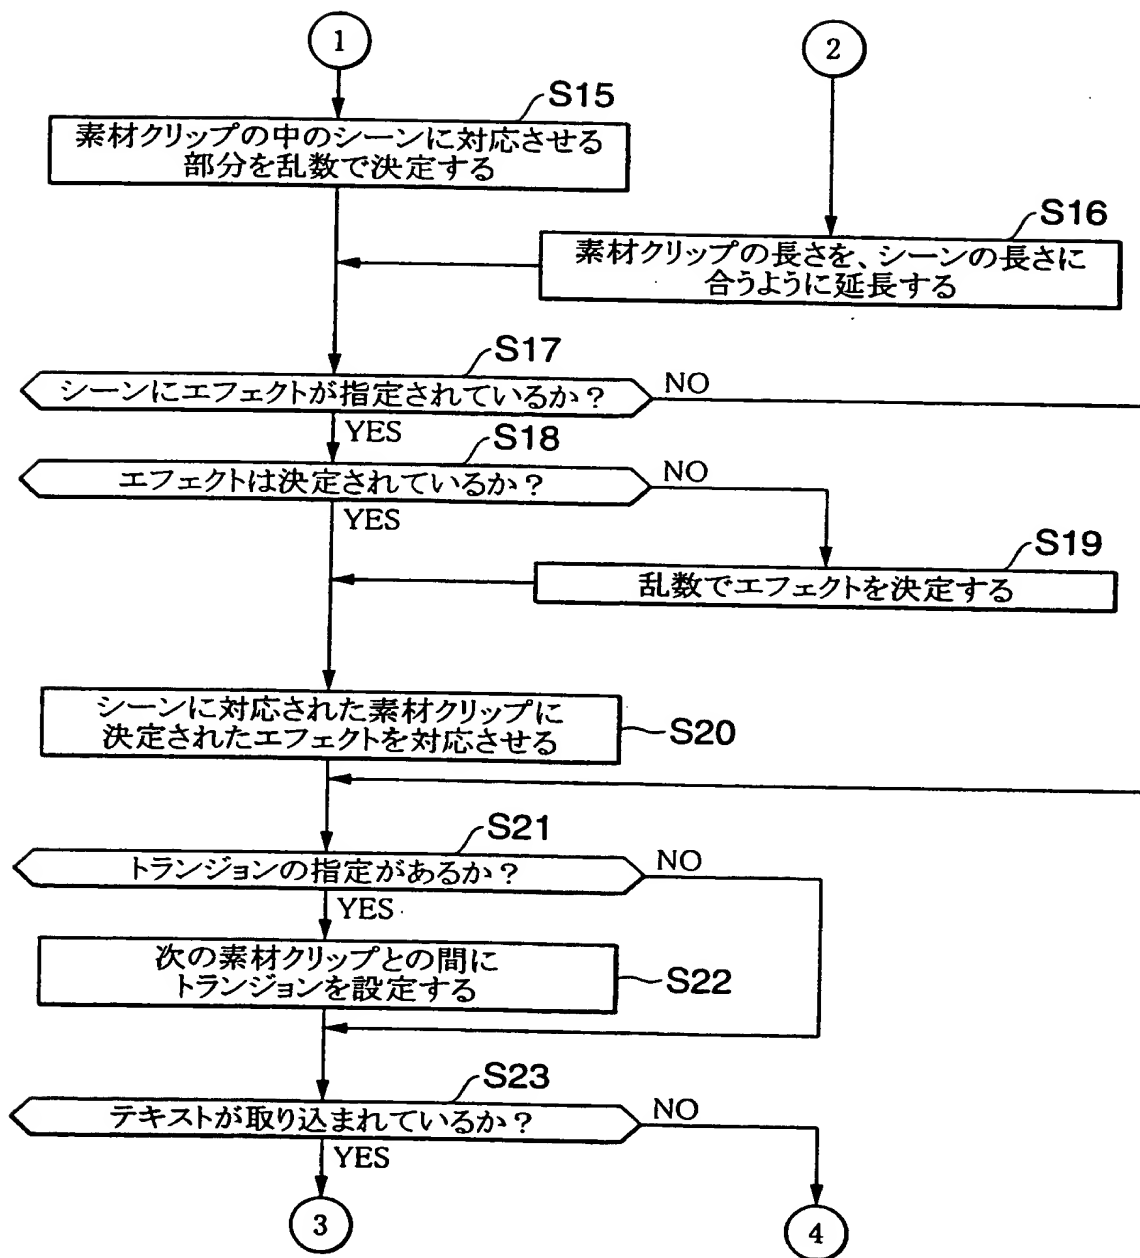 1
2
S15
素材クリップの中のシーンに対応させる
部分を乱数で決定する
S16
素材クリップの長さを、シーンの長さに
合うように延長する
S17
シーンにエフェクトが指定されているか?
NO
YES
S18
エフェクトは決定されているか?
NO
YES
S19
乱数でエフェクトを決定する
シーンに対応された素材クリップに
決定されたエフェクトを対応させる
S20
S21
トランジョンの指定があるか?
NO
YES
次の素材クリップとの間に
トランジョンを設定する
S22
S23
テキストが取り込まれているか?
NO
YES
3
4